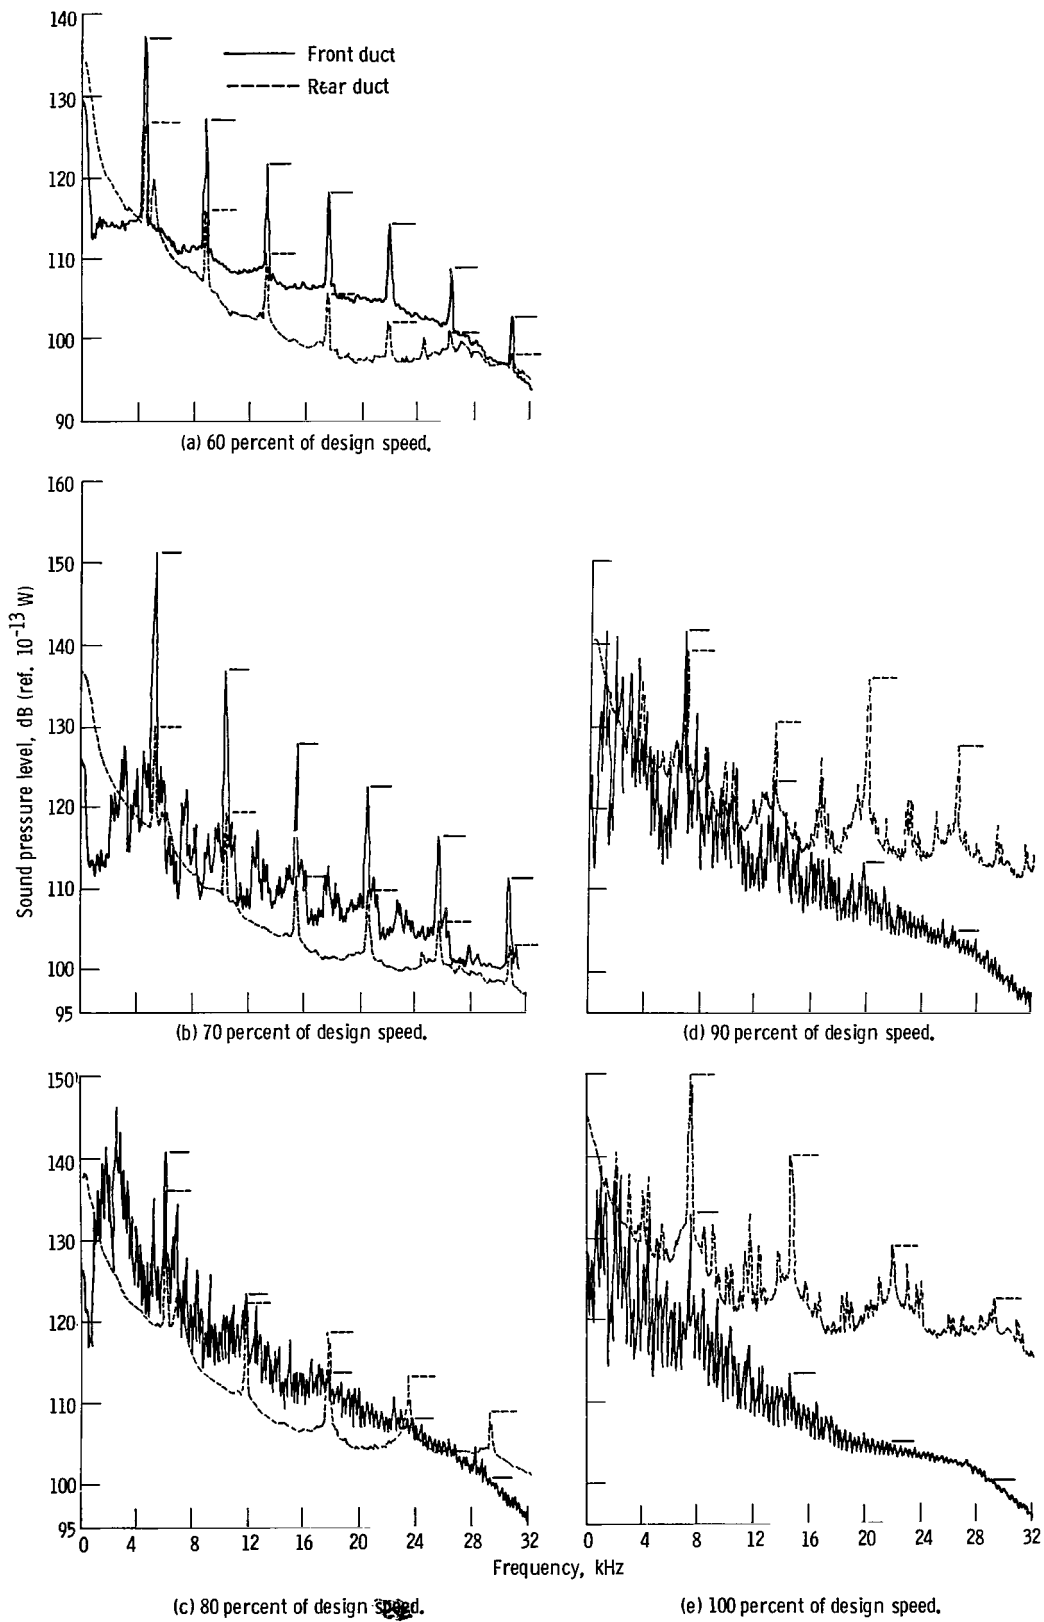 140
Front duct
Rear duct
130
120
110
100
90
(a) 60 percent of design speed.
160
150
140
130
120
110
100
95
Sound pressure level, dB (ref. 10⁻¹³ W)
(b) 70 percent of design speed.
(d) 90 percent of design speed.
150
140
130
120
110
100
95
0 4 8 12 16 20 24 28 32
0 4 8 12 16 20 24 28 32
Frequency, kHz
(c) 80 percent of design speed.
(e) 100 percent of design speed.